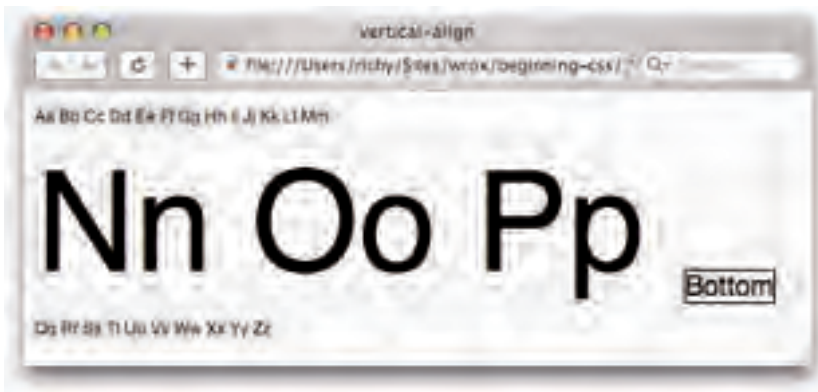 vertical-align
file:///Users/richy/Sites/wrox/beginning-css/
Aa Bb Cc Dd Ee Ff Gg Hh Ii Jj Kk Ll Mm
Nn Oo Pp
Bottom
Qq Rr Ss Tt Uu Vv Ww Xx Yy Zz